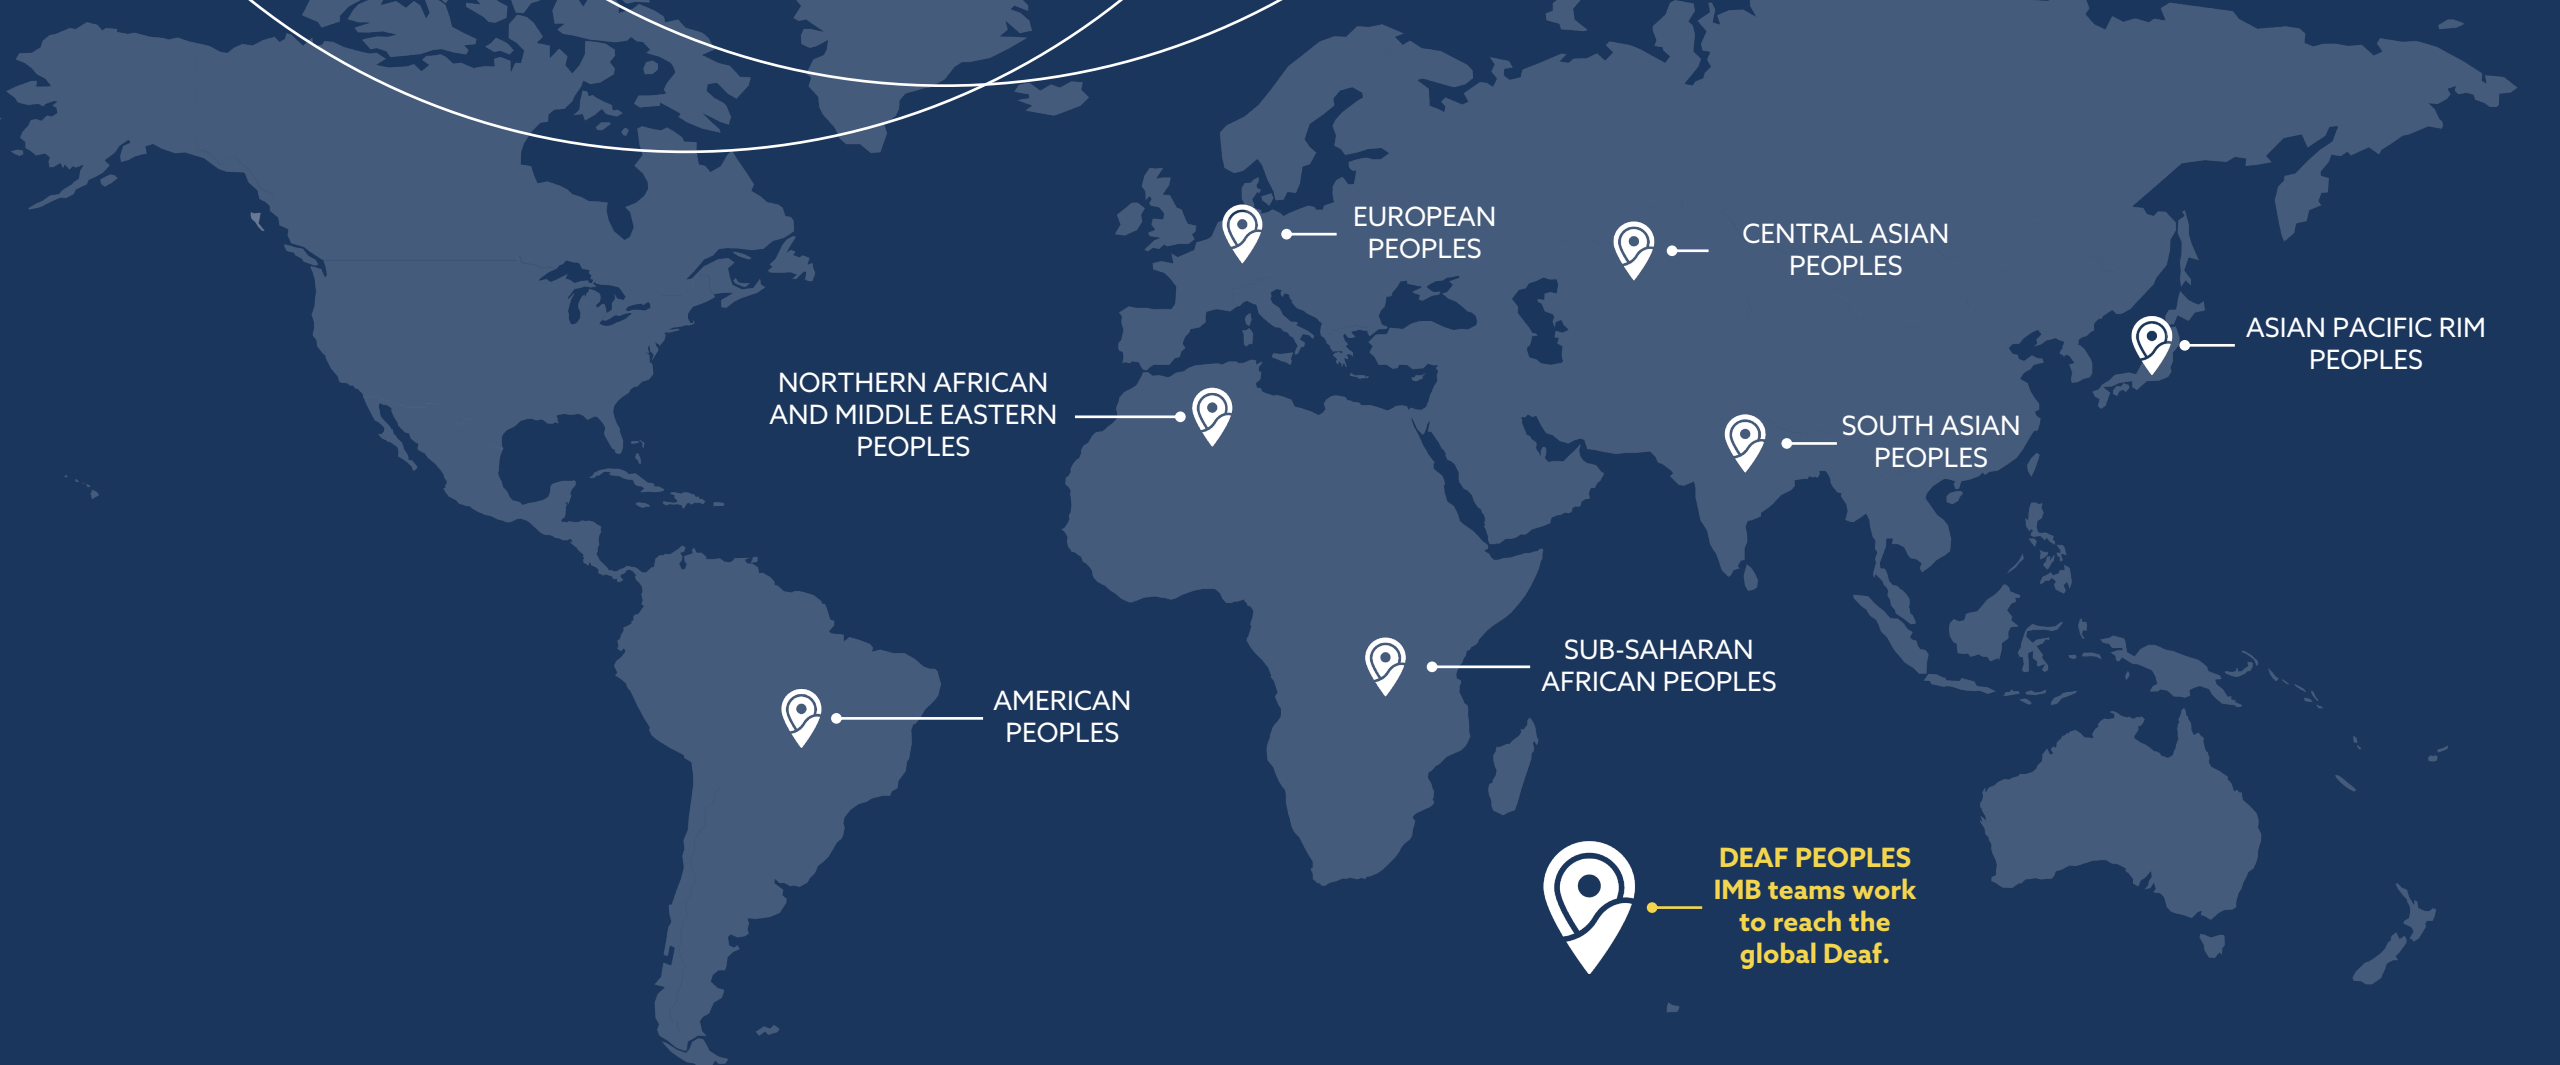 EUROPEAN
PEOPLES
CENTRAL ASIAN
PEOPLES
ASIAN PACIFIC RIM
PEOPLES
NORTHERN AFRICAN
AND MIDDLE EASTERN
PEOPLES
SOUTH ASIAN
PEOPLES
SUB-SAHARAN
AFRICAN PEOPLES
AMERICAN
PEOPLES
DEAF PEOPLES
IMB teams work
to reach the
global Deaf.